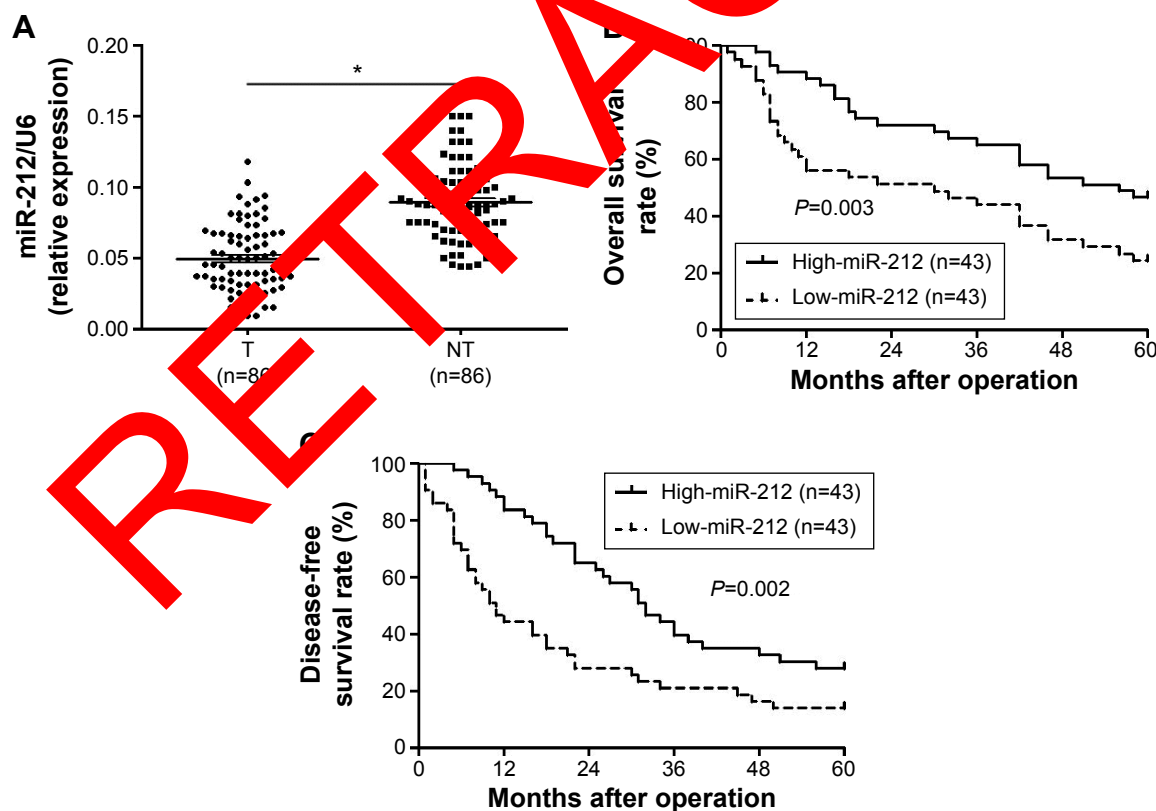 A
0.20
0.15
0.10
0.05
0.00
miR-212/U6
(relative expression)
*
T
NT
(n=86)
Overall survival
rate (%)
80
60
40
20
0
P=0.003
High-miR-212 (n=43)
Low-miR-212 (n=43)
0 12 24 36 48 60
Months after operation
100
80
60
40
20
0
Disease-free
survival rate (%)
High-miR-212 (n=43)
Low-miR-212 (n=43)
P=0.002
0 12 24 36 48 60
Months after operation